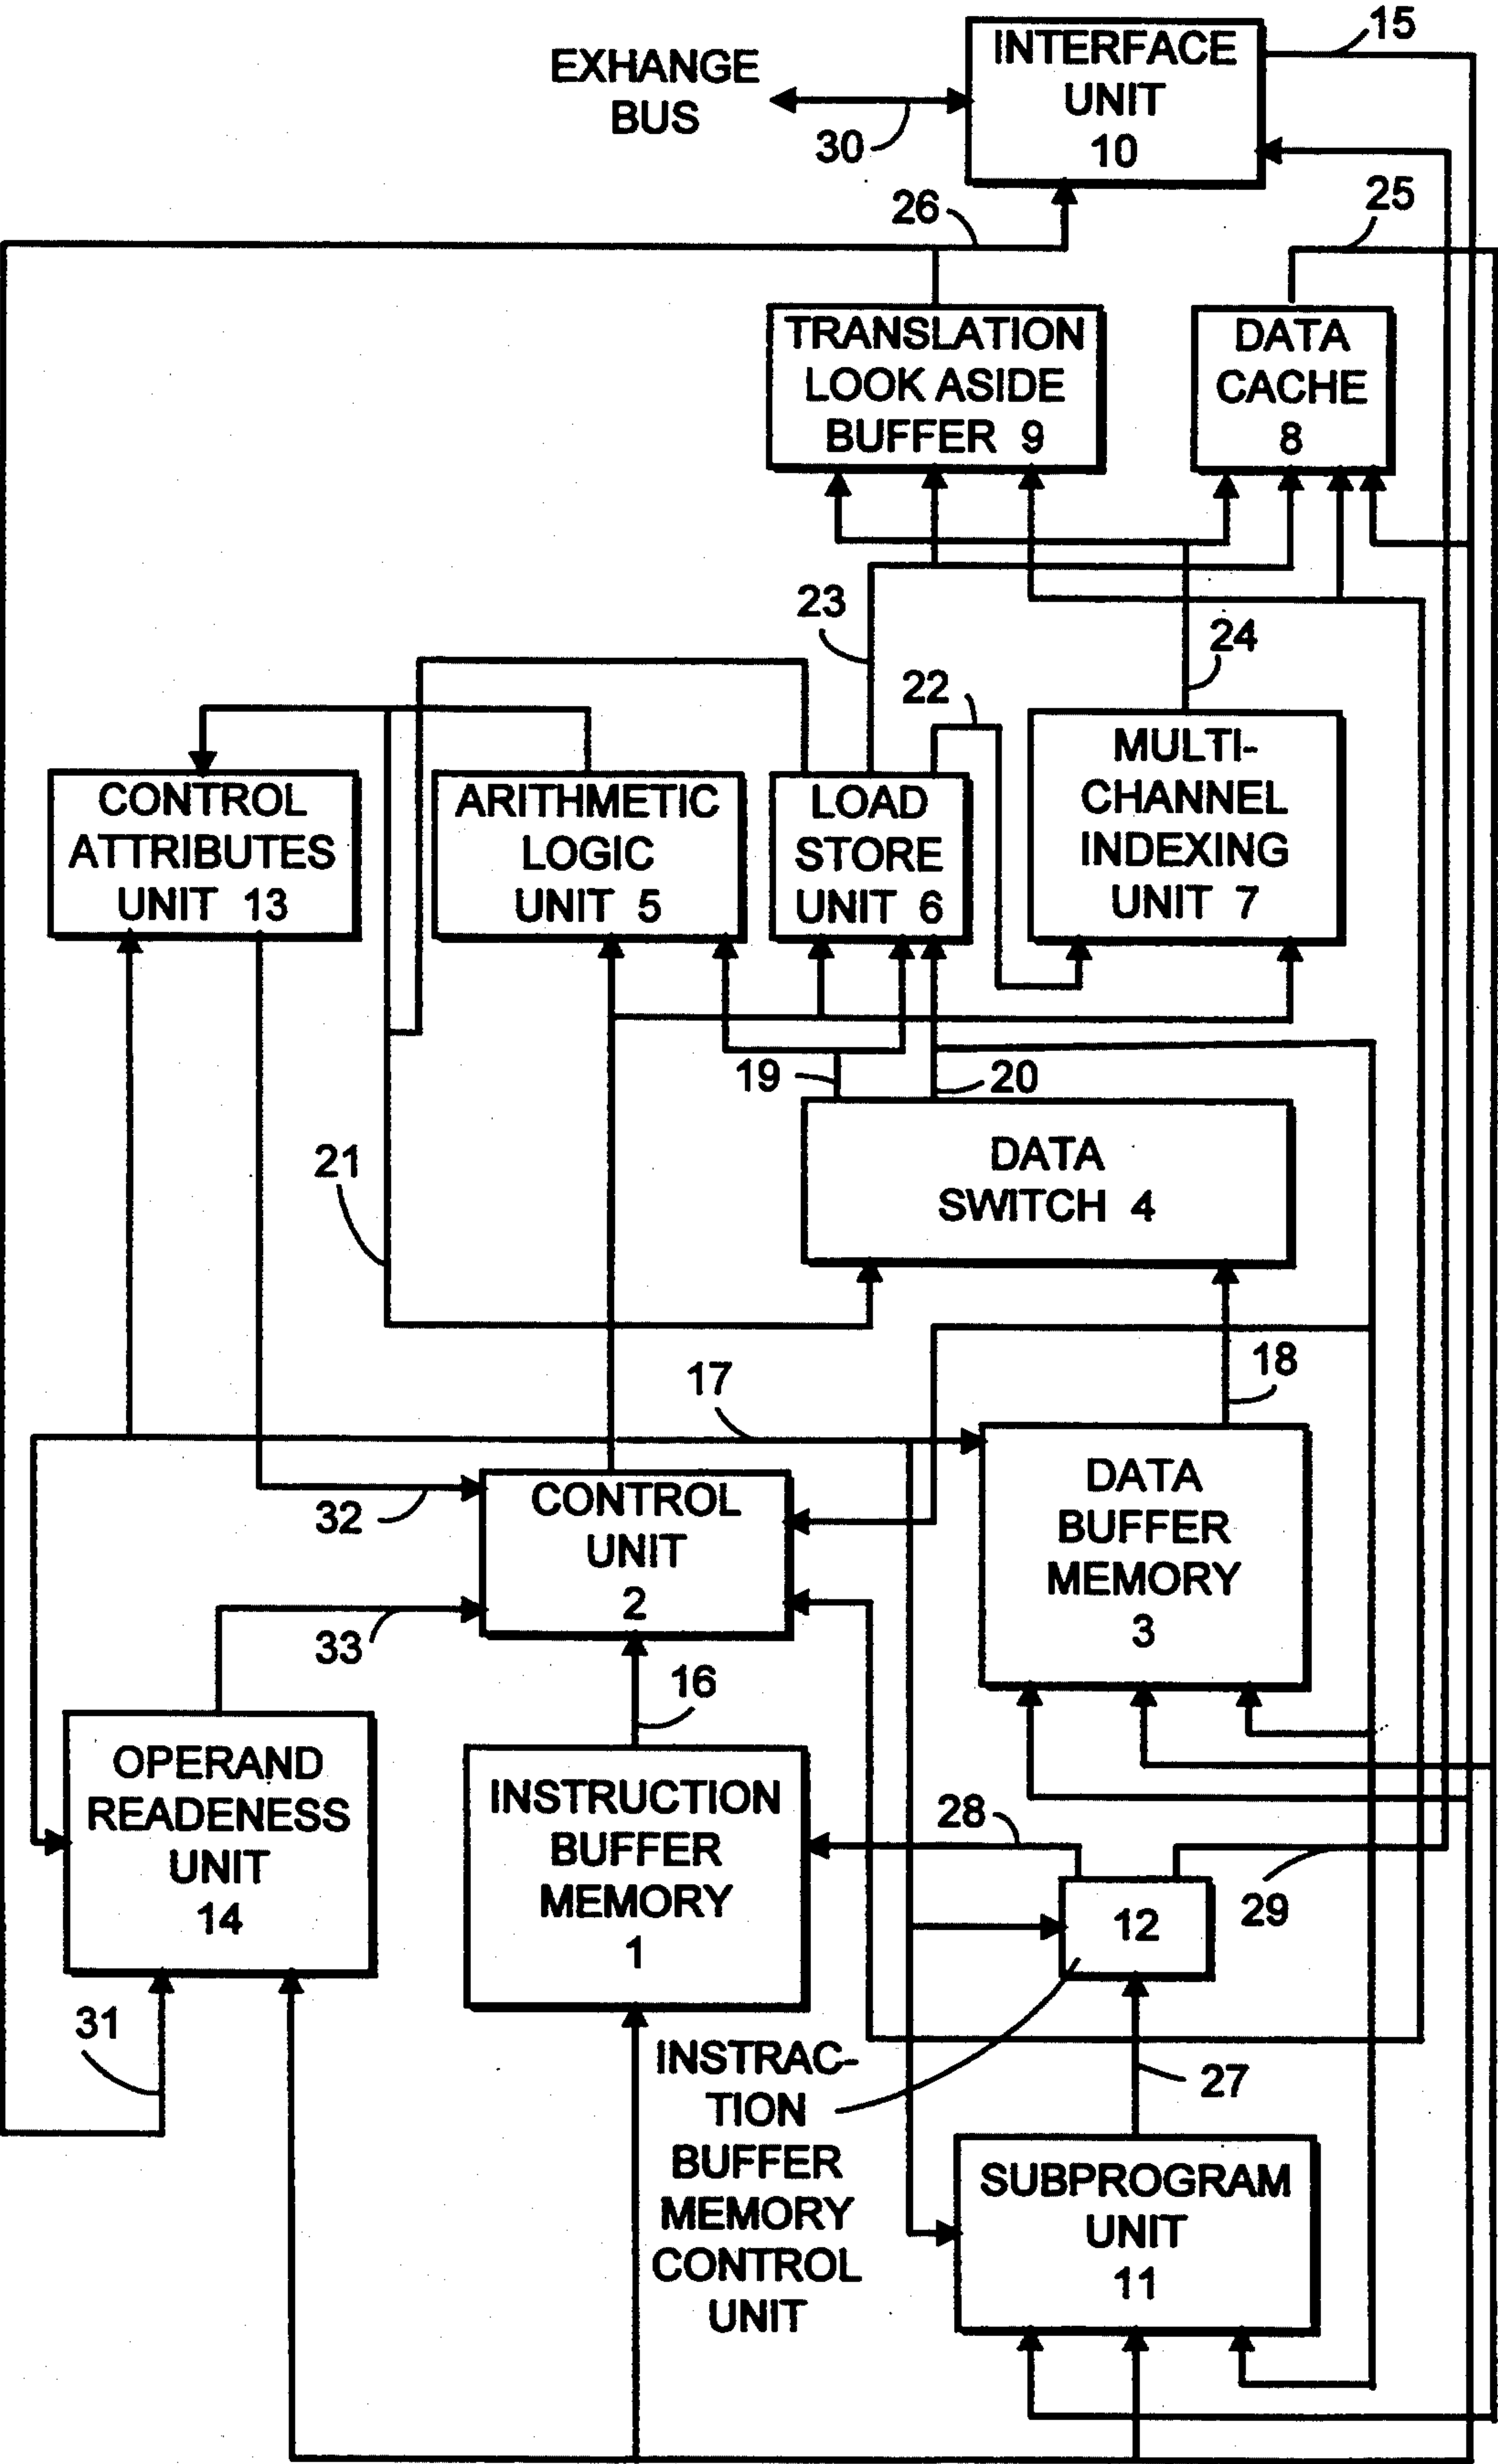 15
INTERFACE
UNIT
10
EXHANGE
BUS
30
26
25
TRANSLATION
LOOK ASIDE
BUFFER 9
DATA
CACHE
8
23
24
22
MULTI-
CHANNEL
INDEXING
UNIT 7
CONTROL
ATTRIBUTES
UNIT 13
ARITHMETIC
LOGIC
UNIT 5
LOAD
STORE
UNIT 6
19
20
21
DATA
SWITCH 4
17
18
32
CONTROL
UNIT
2
DATA
BUFFER
MEMORY
3
33
16
OPERAND
READENESS
UNIT
14
INSTRUCTION
BUFFER
MEMORY
1
28
12
29
31
INSTRAC-
TION
BUFFER
MEMORY
CONTROL
UNIT
27
SUBPROGRAM
UNIT
11